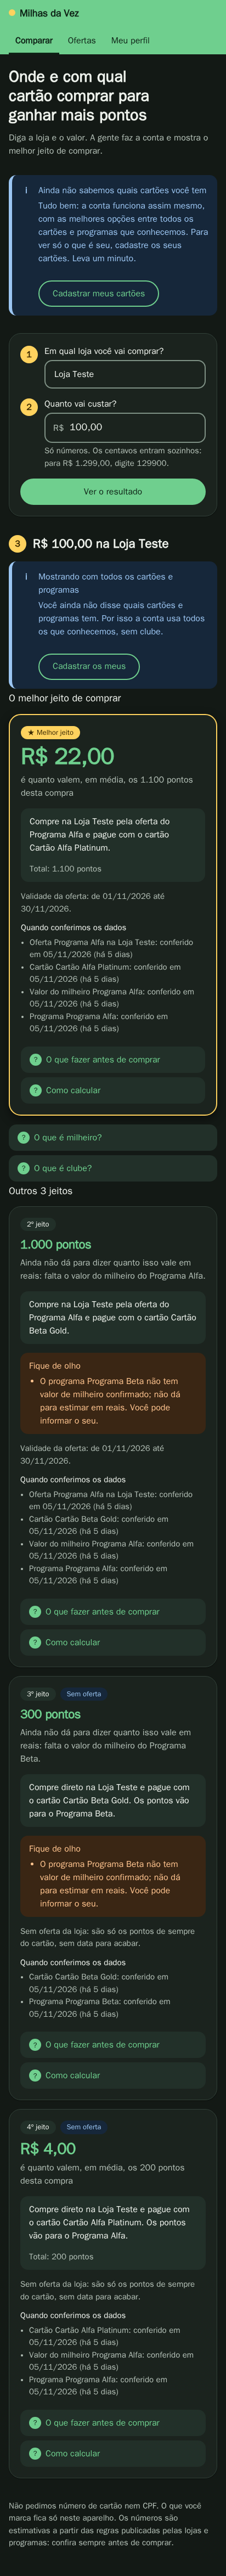 Milhas da Vez
Comparar Ofertas Meu perfil
Onde e com qual
cartão comprar para
ganhar mais pontos
Diga a loja e o valor. A gente faz a conta e mostra o
melhor jeito de comprar.
i Ainda não sabemos quais cartões você tem
Tudo bem: a conta funciona assim mesmo,
com as melhores opções entre todos os
cartões e programas que conhecemos. Para
ver só o que é seu, cadastre os seus
cartões. Leva um minuto.
Cadastrar meus cartões
1 Em qual loja você vai comprar?
Loja Teste
2 Quanto vai custar?
R$ 100,00
Só números. Os centavos entram sozinhos:
para R$ 1.299,00, digite 129900.
Ver o resultado
3 R$ 100,00 na Loja Teste
i Mostrando com todos os cartões e
programas
Você ainda não disse quais cartões e
programas tem. Por isso a conta usa todos
os que conhecemos, sem clube.
Cadastrar os meus
O melhor jeito de comprar
★ Melhor jeito
R$ 22,00
é quanto valem, em média, os 1.100 pontos
desta compra
Compre na Loja Teste pela oferta do
Programa Alfa e pague com o cartão
Cartão Alfa Platinum.
Total: 1.100 pontos
Validade da oferta: de 01/11/2026 até
30/11/2026.
Quando conferimos os dados
• Oferta Programa Alfa na Loja Teste: conferido
em 05/11/2026 (há 5 dias)
• Cartão Cartão Alfa Platinum: conferido em
05/11/2026 (há 5 dias)
• Valor do milheiro Programa Alfa: conferido em
05/11/2026 (há 5 dias)
• Programa Programa Alfa: conferido em
05/11/2026 (há 5 dias)
? O que fazer antes de comprar
? Como calcular
? O que é milheiro?
? O que é clube?
Outros 3 jeitos
2º jeito
1.000 pontos
Ainda não dá para dizer quanto isso vale em
reais: falta o valor do milheiro do Programa Alfa.
Compre na Loja Teste pela oferta do
Programa Alfa e pague com o cartão Cartão
Beta Gold.
Fique de olho
• O programa Programa Beta não tem
valor de milheiro confirmado; não dá
para estimar em reais. Você pode
informar o seu.
Validade da oferta: de 01/11/2026 até
30/11/2026.
Quando conferimos os dados
• Oferta Programa Alfa na Loja Teste: conferido
em 05/11/2026 (há 5 dias)
• Cartão Cartão Beta Gold: conferido em
05/11/2026 (há 5 dias)
• Valor do milheiro Programa Alfa: conferido em
05/11/2026 (há 5 dias)
• Programa Programa Alfa: conferido em
05/11/2026 (há 5 dias)
? O que fazer antes de comprar
? Como calcular
3º jeito Sem oferta
300 pontos
Ainda não dá para dizer quanto isso vale em
reais: falta o valor do milheiro do Programa
Beta.
Compre direto na Loja Teste e pague com
o cartão Cartão Beta Gold. Os pontos vão
para o Programa Beta.
Fique de olho
• O programa Programa Beta não tem
valor de milheiro confirmado; não dá
para estimar em reais. Você pode
informar o seu.
Sem oferta da loja: são só os pontos de sempre
do cartão, sem data para acabar.
Quando conferimos os dados
• Cartão Cartão Beta Gold: conferido em
05/11/2026 (há 5 dias)
• Programa Programa Beta: conferido em
05/11/2026 (há 5 dias)
? O que fazer antes de comprar
? Como calcular
4º jeito Sem oferta
R$ 4,00
é quanto valem, em média, os 200 pontos
desta compra
Compre direto na Loja Teste e pague com
o cartão Cartão Alfa Platinum. Os pontos
vão para o Programa Alfa.
Total: 200 pontos
Sem oferta da loja: são só os pontos de sempre
do cartão, sem data para acabar.
Quando conferimos os dados
• Cartão Cartão Alfa Platinum: conferido em
05/11/2026 (há 5 dias)
• Valor do milheiro Programa Alfa: conferido em
05/11/2026 (há 5 dias)
• Programa Programa Alfa: conferido em
05/11/2026 (há 5 dias)
? O que fazer antes de comprar
? Como calcular
Não pedimos número de cartão nem CPF. O que você
marca fica só neste aparelho. Os números são
estimativas a partir das regras publicadas pelas lojas e
programas: confira sempre antes de comprar.